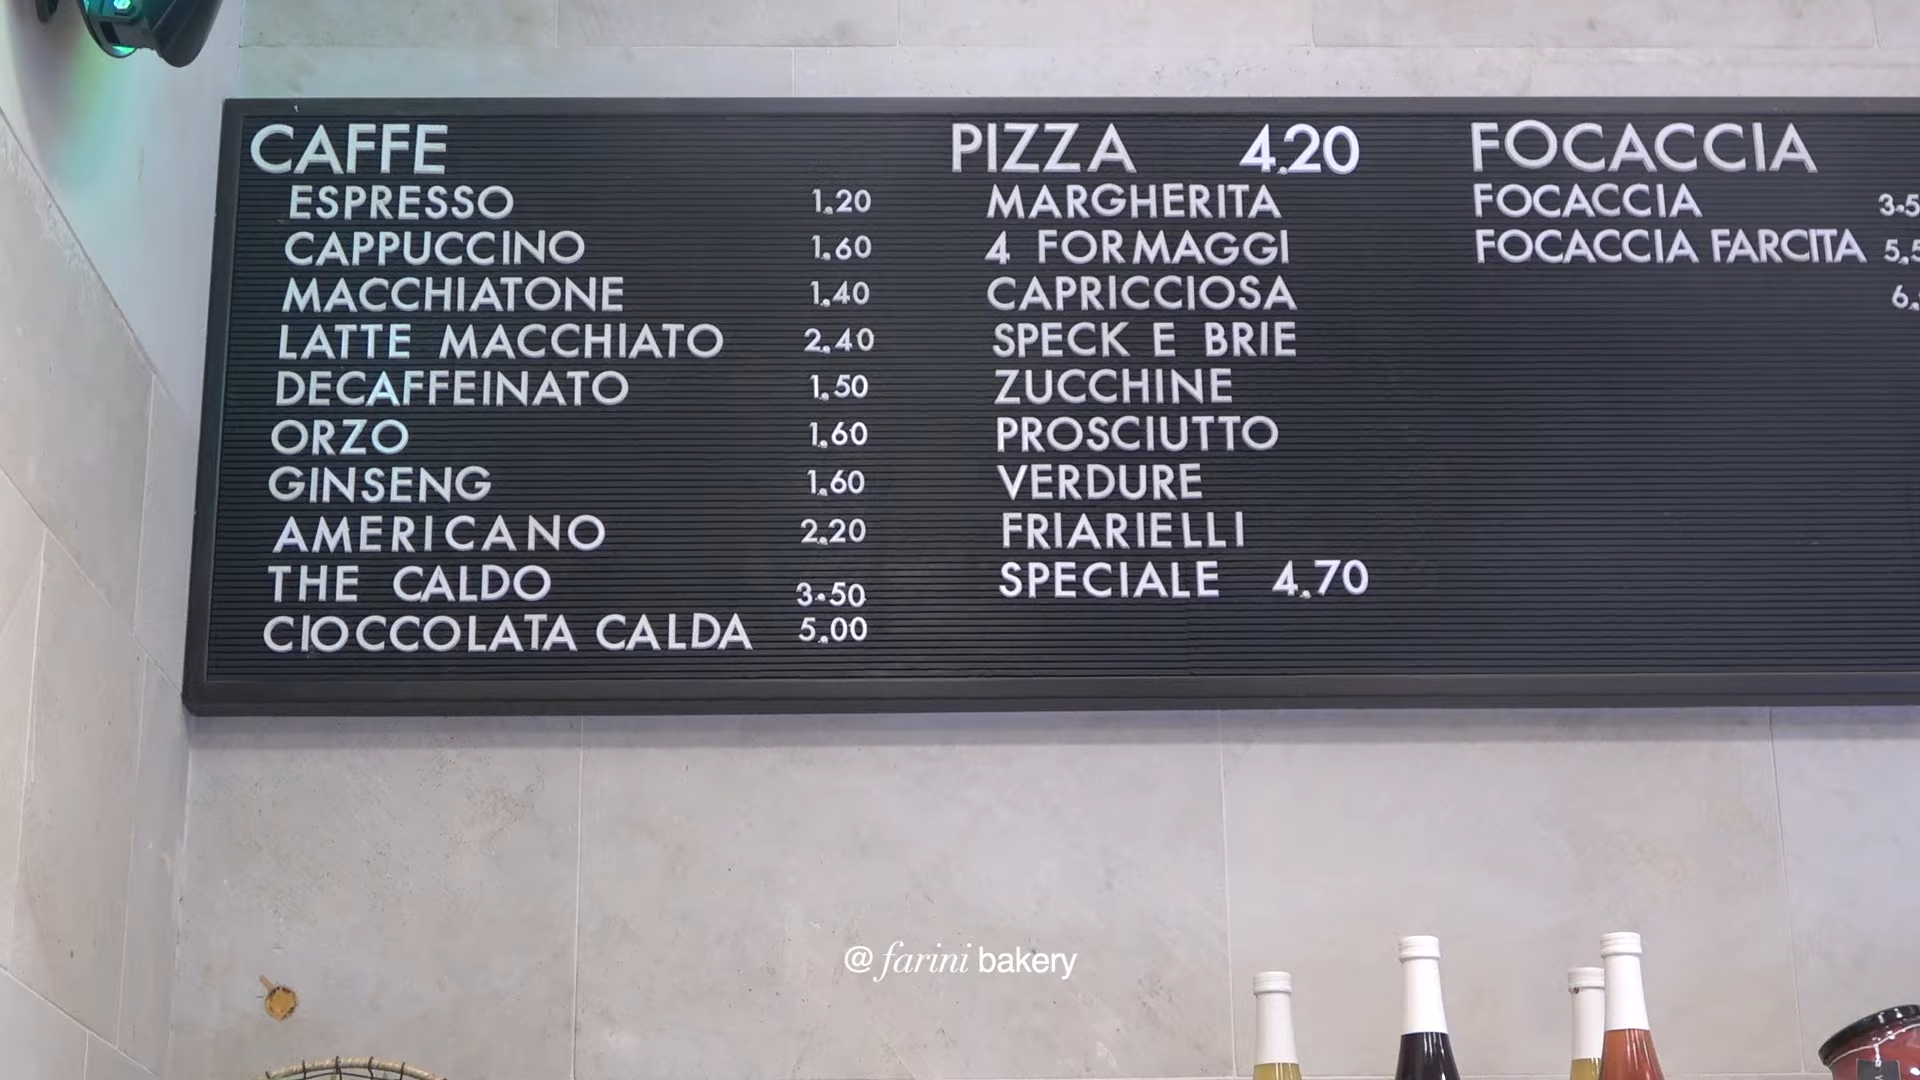 CAFFE
ESPRESSO 1.20
CAPPUCCINO 1.60
MACCHIATONE 1.40
LATTE MACCHIATO 2.40
DECAFFEINATO 1.50
ORZO 1.60
GINSENG 1.60
AMERICANO 2.20
THE CALDO 3.50
CIOCCOLATA CALDA 5.00
PIZZA 4.20
MARGHERITA
4 FORMAGGI
CAPRICCIOSA
SPECK E BRIE
ZUCCHINE
PROSCIUTTO
VERDURE
FRIARIELLI
SPECIALE 4.70
FOCACCIA
FOCACCIA
FOCACCIA FARCITA
@farini bakery